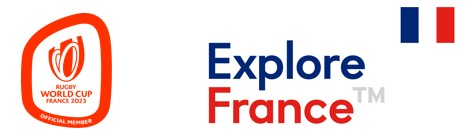 RUGBY
WORLD CUP
FRANCE 2023
OFFICIAL MEMBER
Explore
France™